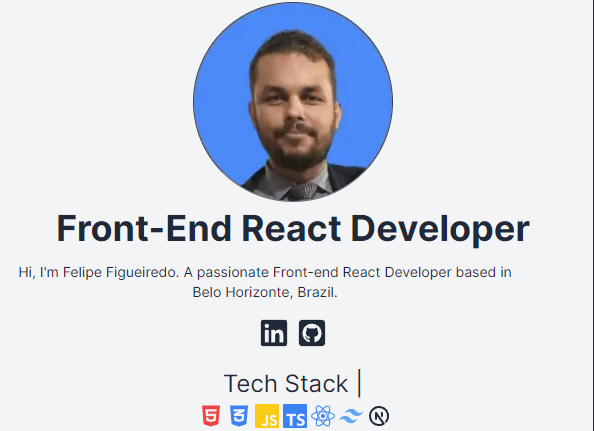 Front-End React Developer
Hi, I'm Felipe Figueiredo. A passionate Front-end React Developer based in
Belo Horizonte, Brazil.
in
Tech Stack |
5 3 JS TS N